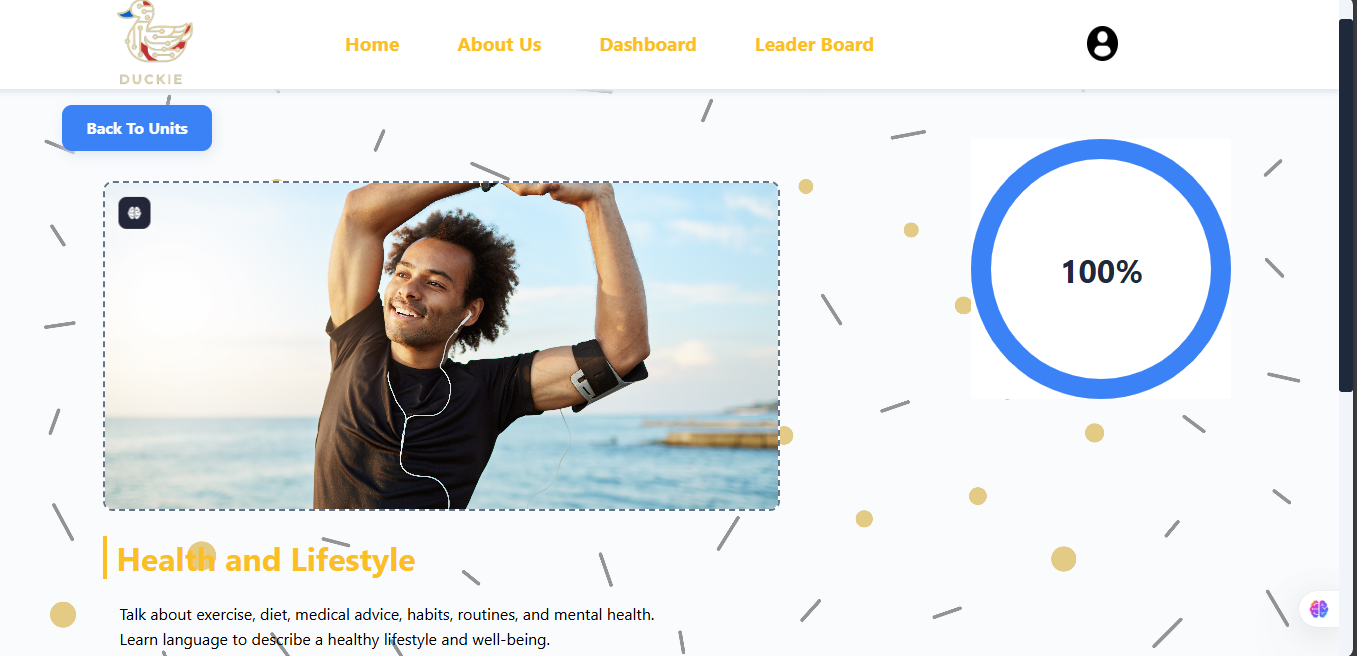 DUCKIE
Home
About Us
Dashboard
Leader Board
Back To Units
100%
Health and Lifestyle
Talk about exercise, diet, medical advice, habits, routines, and mental health.
Learn language to describe a healthy lifestyle and well-being.